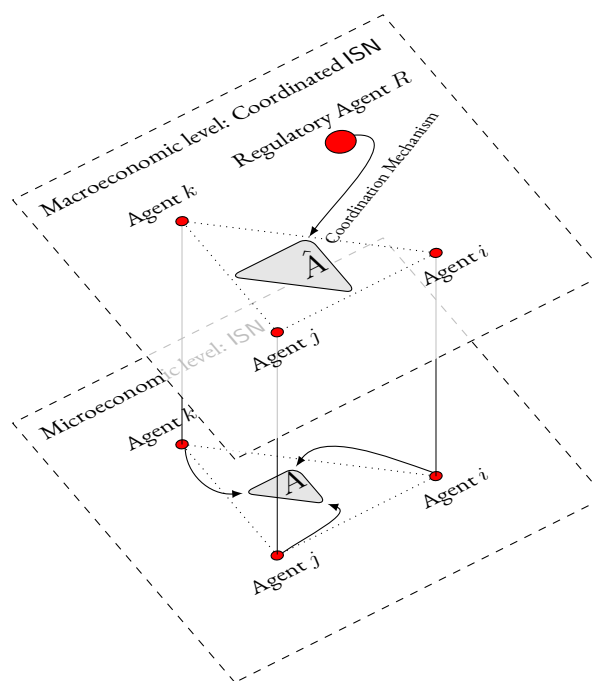 Macroeconomic level: Coordinated ISN
Regulatory Agent R
Coordination Mechanism
Agent k
Â
Agent i
Agent j
Microeconomic level: ISN
Agent k
A
Agent i
Agent j